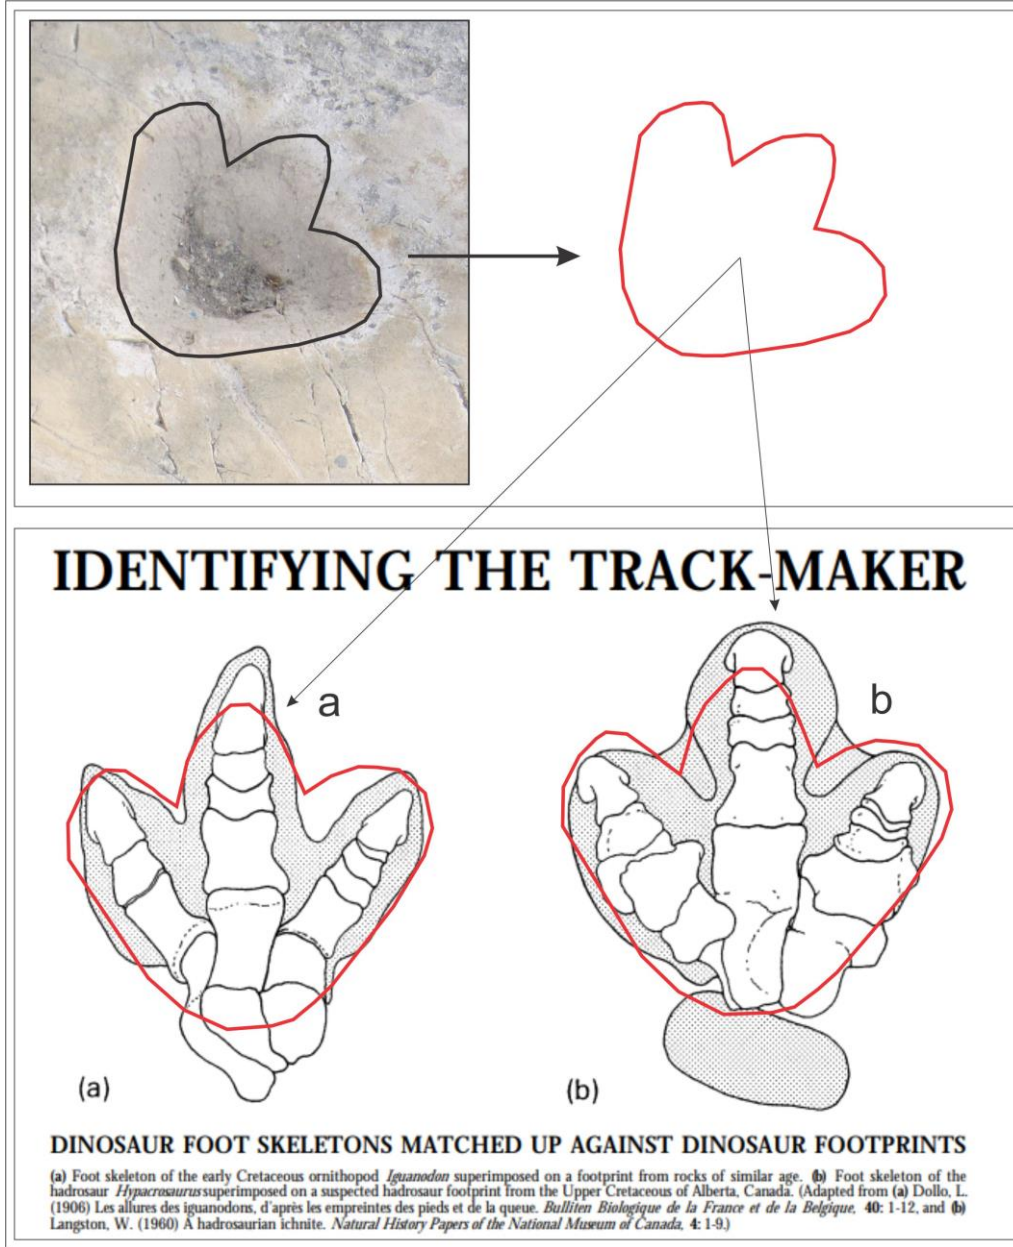 IDENTIFYING THE TRACK-MAKER
a
b
(a)
(b)
DINOSAUR FOOT SKELETONS MATCHED UP AGAINST DINOSAUR FOOTPRINTS
(a) Foot skeleton of the early Cretaceous ornithopod Iguanodon superimposed on a footprint from rocks of similar age. (b) Foot skeleton of the
hadrosaur Hypacrosaurus superimposed on a suspected hadrosaur footprint from the Upper Cretaceous of Alberta, Canada. (Adapted from (a) Dollo, L.
(1906) Les allures des iguanodons, d'après les empreintes des pieds et de la queue. Bulliten Biologique de la France et de la Belgique, 40: 1-12, and (b)
Langston, W. (1960) A hadrosaurian ichnite. Natural History Papers of the National Museum of Canada, 4: 1-9.)